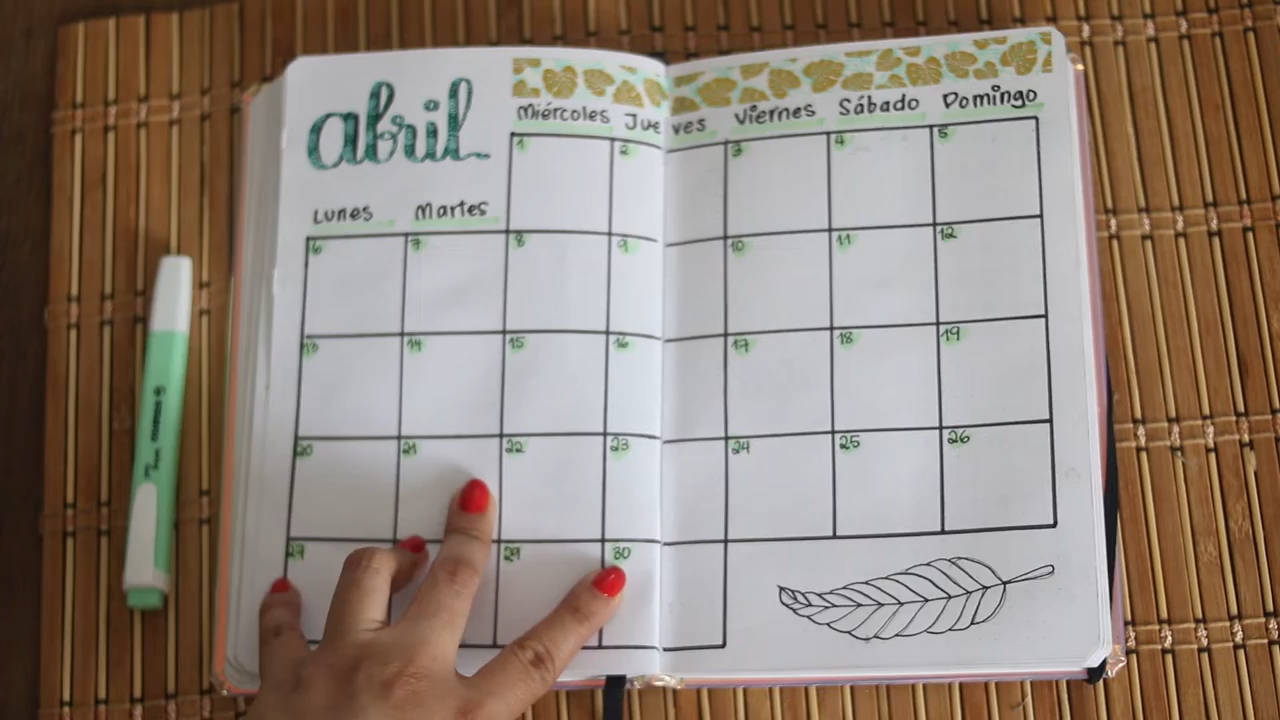 abril
Lunes Martes Miércoles Jueves Viernes Sábado Domingo
1 2 3 4 5
6 7 8 9 10 11 12
13 14 15 16 17 18 19
20 21 22 23 24 25 26
27 29 30